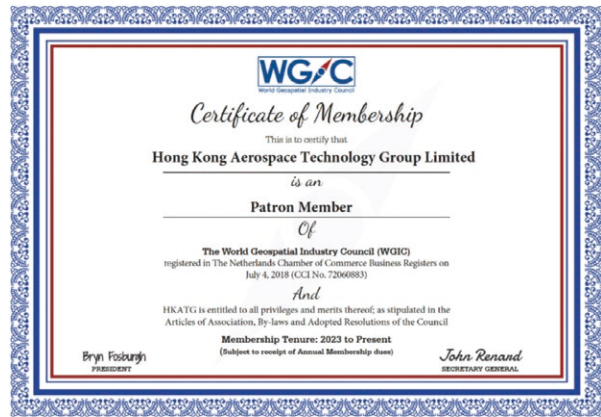 WGIC
World Geospatial Industry Council
Certificate of Membership
This is to certify that
Hong Kong Aerospace Technology Group Limited
is an
Patron Member
Of
The World Geospatial Industry Council (WGIC)
registered in The Netherlands Chamber of Commerce Business Registers on
July 4, 2018 (CCI No. 72060883)
And
HKATG is entitled to all privileges and merits thereof; as stipulated in the
Articles of Association, By-laws and Adopted Resolutions of the Council
Membership Tenure: 2023 to Present
(Subject to receipt of Annual Membership dues)
Bryn Fosburgh
PRESIDENT
John Renard
SECRETARY GENERAL